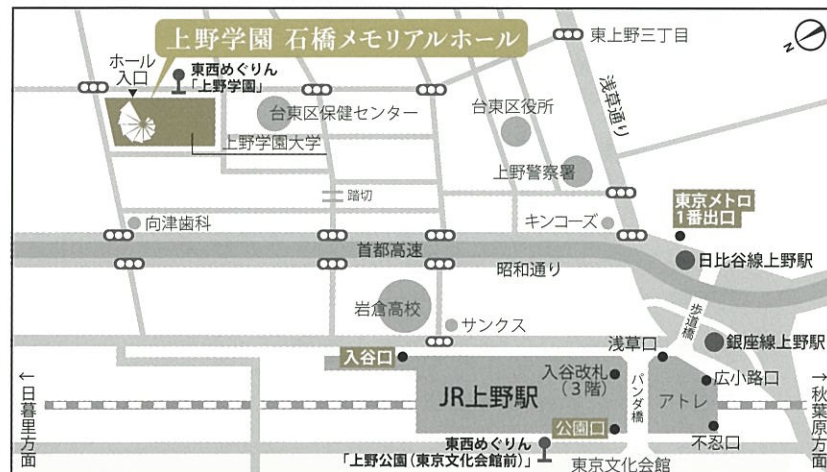 上野学園 石橋メモリアルホール
東上野三丁目
N
ホール
入口
東西めぐりん
「上野学園」
浅草通り
台東区保健センター
台東区役所
上野学園大学
上野警察署
踏切
東京メトロ
1番出口
向津歯科
キンコーズ
首都高速
昭和通り
日比谷線上野駅
岩倉高校
サンクス
歩道橋
銀座線上野駅
入谷口
浅草口
入谷改札
(3階)
パンダ橋
アトレ
広小路口
JR上野駅
公園口
不忍口
←日暮里方面
→秋葉原方面
東西めぐりん
「上野公園(東京文化会館前)」
東京文化会館